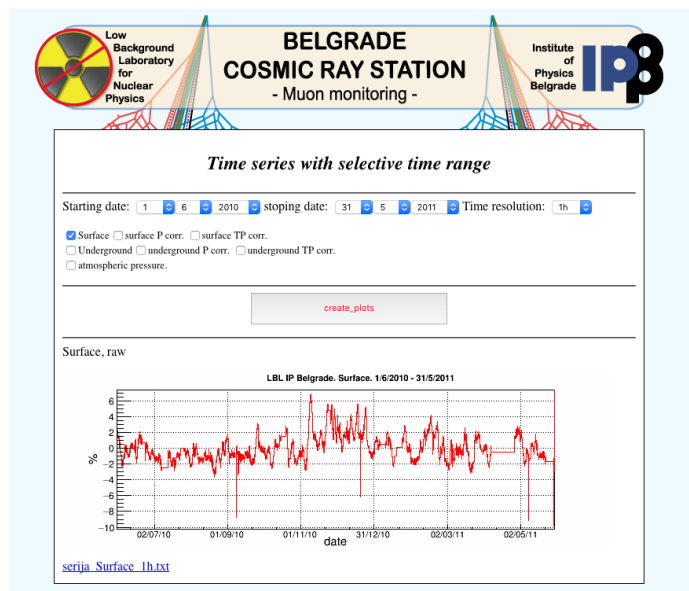 Low
Background
Laboratory
for
Nuclear
Physics
BELGRADE
COSMIC RAY STATION
- Muon monitoring -
Institute
of
Physics
Belgrade
IPB
Time series with selective time range
Starting date: 1 6 2010 stoping date: 31 5 2011 Time resolution: 1h
Surface surface P corr. surface TP corr.
Underground underground P corr. underground TP corr.
atmospheric pressure.
create_plots
Surface, raw
LBL IP Belgrade. Surface. 1/6/2010 - 31/5/2011
%
6
4
2
0
−2
−4
−6
−8
−10
02/07/10 01/09/10 01/11/10 31/12/10 02/03/11 02/05/11
date
serija_Surface_1h.txt